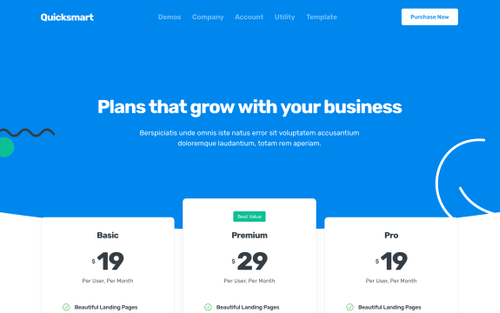 Quicksmart
Demos Company Account Utility Template
Purchase Now
Plans that grow with your business
Berspiciatis unde omnis iste natus error sit voluptatem accusantium
doloremque laudantium, totam rem aperiam.
Best Value
Basic
$19
Per User, Per Month
Beautiful Landing Pages
Premium
$29
Per User, Per Month
Beautiful Landing Pages
Pro
$19
Per User, Per Month
Beautiful Landing Pages